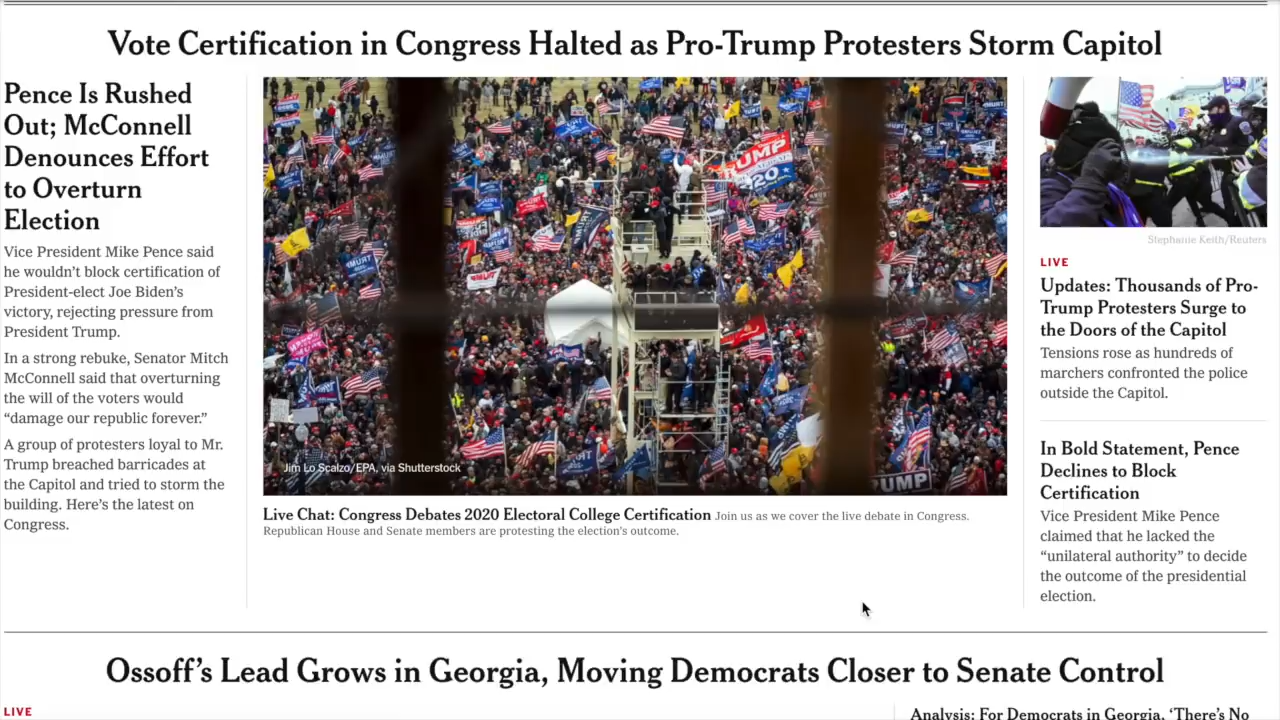 Vote Certification in Congress Halted as Pro-Trump Protesters Storm Capitol
Pence Is Rushed
Out; McConnell
Denounces Effort
to Overturn
Election
Vice President Mike Pence said
he wouldn’t block certification of
President-elect Joe Biden’s
victory, rejecting pressure from
President Trump.
In a strong rebuke, Senator Mitch
McConnell said that overturning
the will of the voters would
“damage our republic forever.”
A group of protesters loyal to Mr.
Trump breached barricades at
the Capitol and tried to storm the
building. Here’s the latest on
Congress.
TRUMP
Jim Lo Scalzo/EPA, via Shutterstock
Live Chat: Congress Debates 2020 Electoral College Certification Join us as we cover the live debate in Congress.
Republican House and Senate members are protesting the election’s outcome.
Stephanie Keith/Reuters
LIVE
Updates: Thousands of Pro-
Trump Protesters Surge to
the Doors of the Capitol
Tensions rose as hundreds of
marchers confronted the police
outside the Capitol.
In Bold Statement, Pence
Declines to Block
Certification
Vice President Mike Pence
claimed that he lacked the
“unilateral authority” to decide
the outcome of the presidential
election.
Ossoff’s Lead Grows in Georgia, Moving Democrats Closer to Senate Control
LIVE
Analysis: For Democrats in Georgia, ‘There’s No